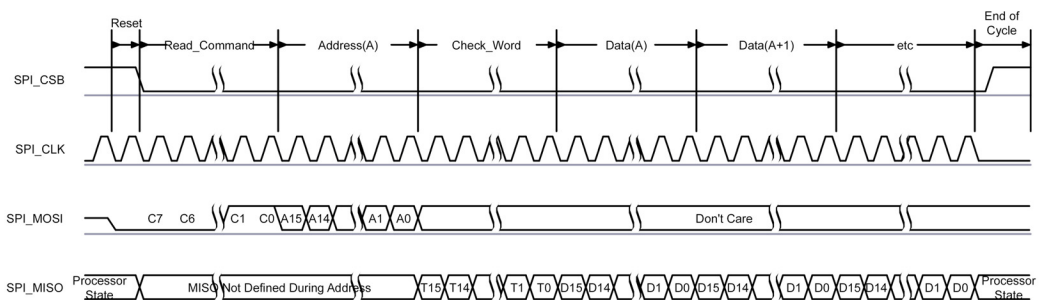 Reset
End of
Cycle
Read_Command
Address(A)
Check_Word
Data(A)
Data(A+1)
etc
SPI_CSB
SPI_CLK
SPI_MOSI
C7 C6 C1 C0 A15 A14 A1 A0 Don't Care
SPI_MISO
Processor
State
MISO Not Defined During Address
T15 T14 T1 T0 D15 D14 D1 D0 D15 D14 D1 D0 D15 D14 D1 D0
Processor
State